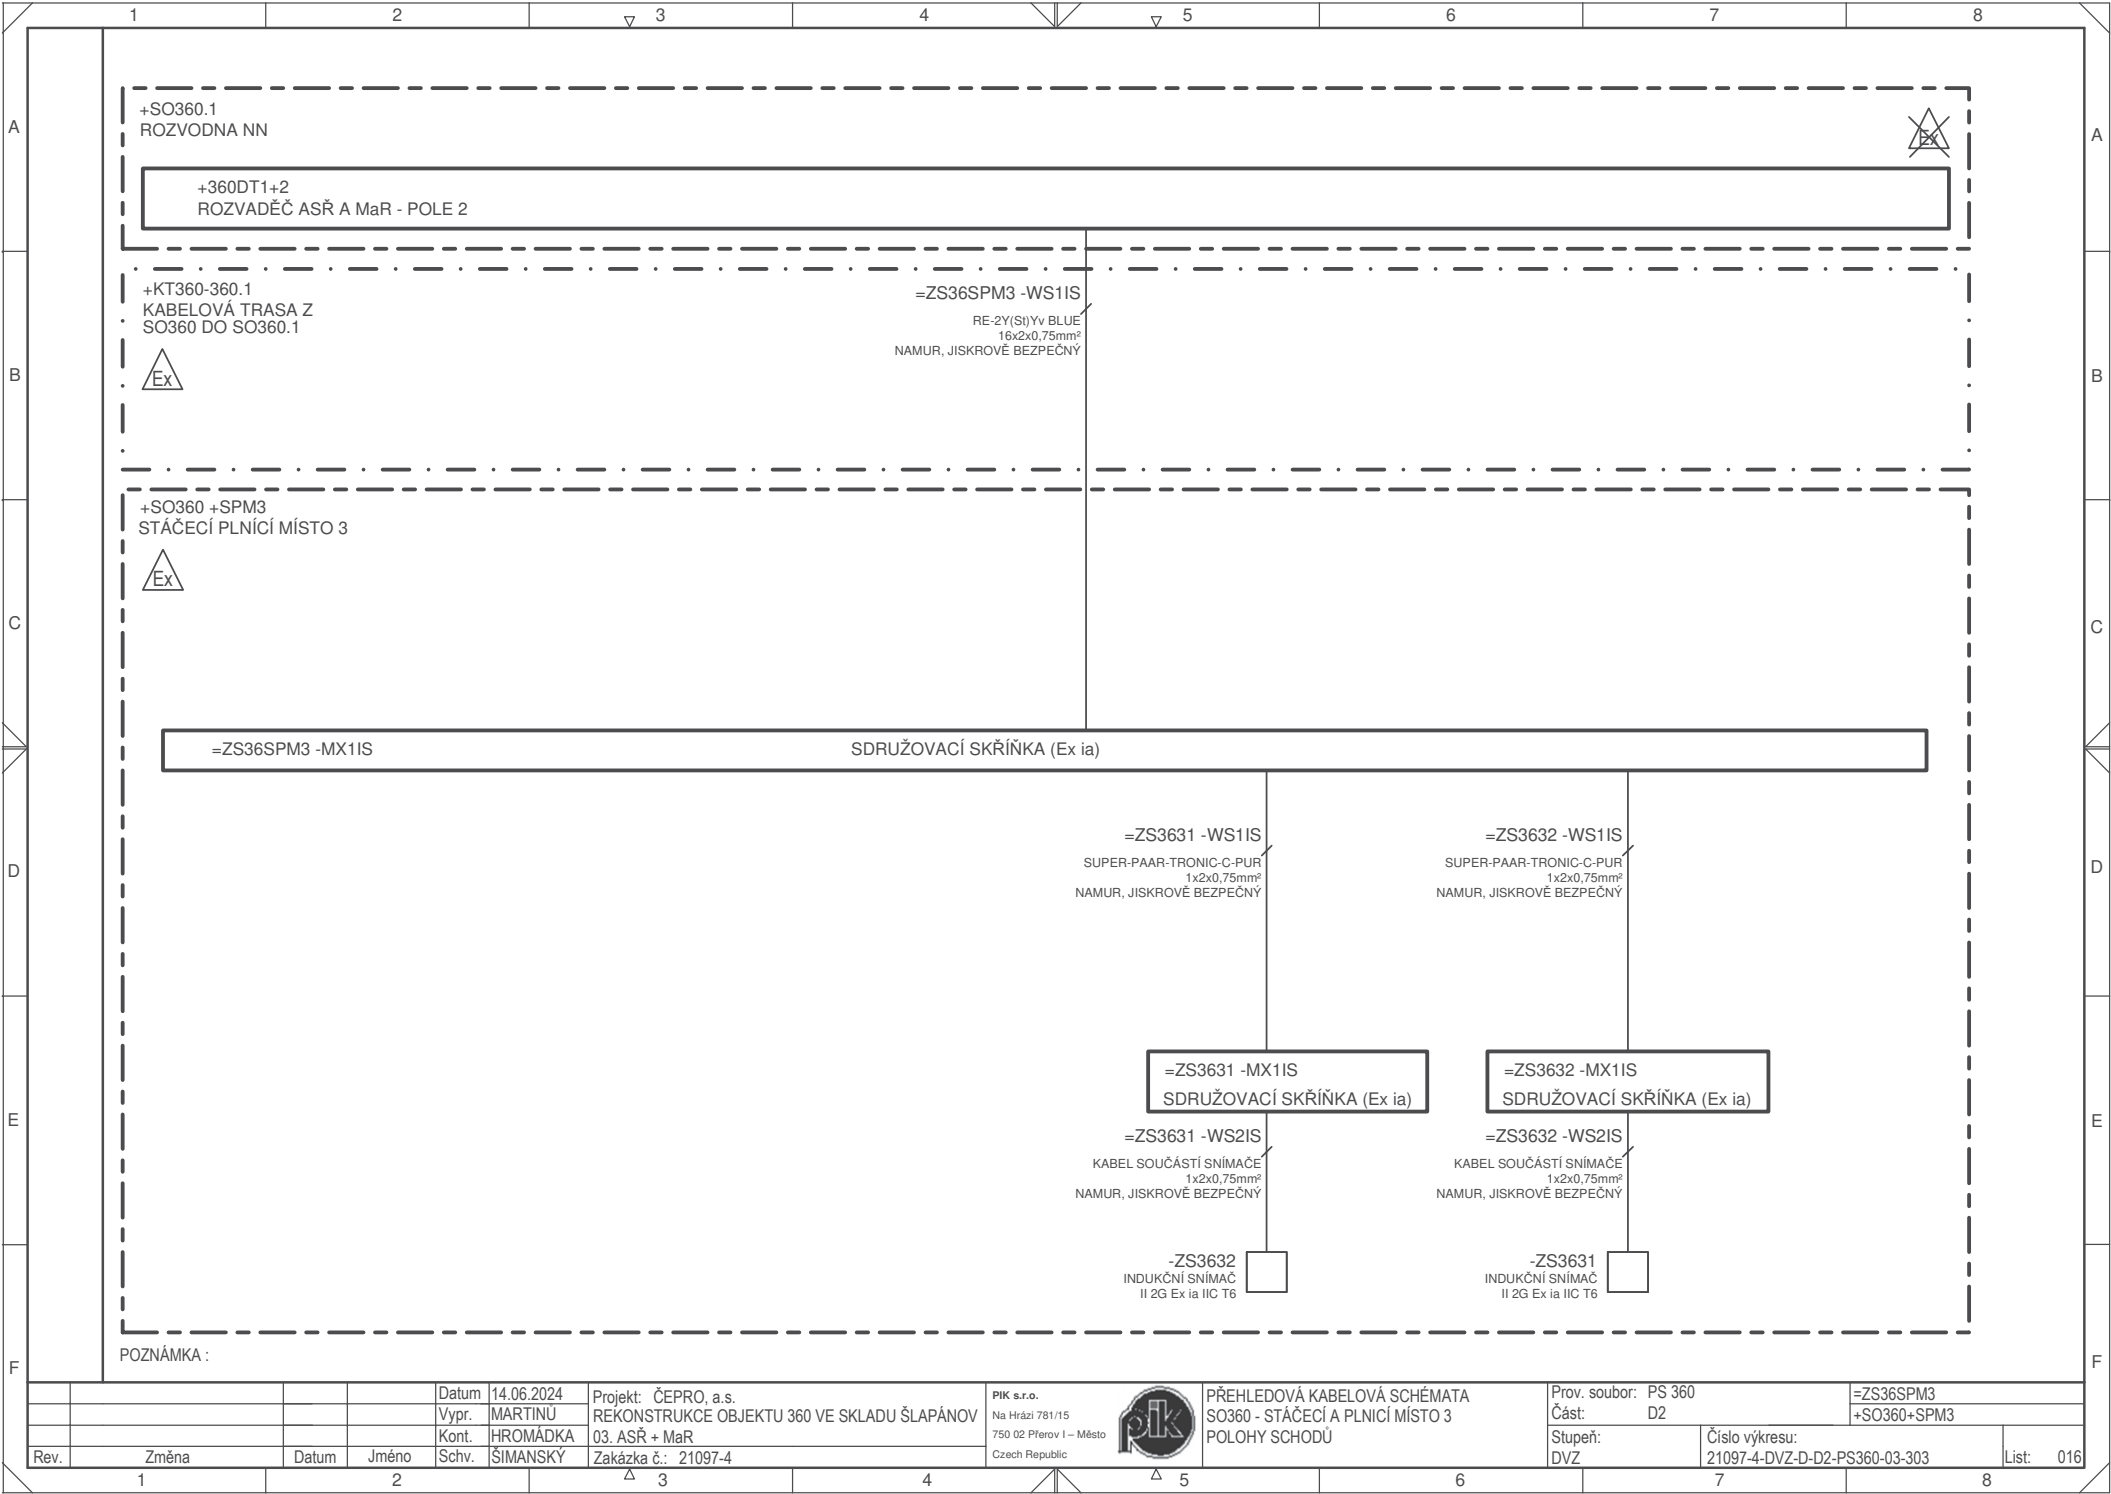 1 2 3 4 5 6 7 8
A A
+SO360.1
ROZVODNA NN
Ex
+360DT1+2
ROZVADĚČ ASŘ A MaR - POLE 2
+KT360-360.1
KABELOVÁ TRASA Z
SO360 DO SO360.1
Ex
=ZS36SPM3 -WS1IS
RE-2Y(St)Yv BLUE
16x2x0,75mm²
NAMUR, JISKROVĚ BEZPEČNÝ
B B
+SO360 +SPM3
STÁČECÍ PLNÍCÍ MÍSTO 3
Ex
C C
=ZS36SPM3 -MX1IS SDRUŽOVACÍ SKŘÍŇKA (Ex ia)
=ZS3631 -WS1IS
SUPER-PAAR-TRONIC-C-PUR
1x2x0,75mm²
NAMUR, JISKROVĚ BEZPEČNÝ
=ZS3632 -WS1IS
SUPER-PAAR-TRONIC-C-PUR
1x2x0,75mm²
NAMUR, JISKROVĚ BEZPEČNÝ
D D
=ZS3631 -MX1IS
SDRUŽOVACÍ SKŘÍŇKA (Ex ia)
=ZS3632 -MX1IS
SDRUŽOVACÍ SKŘÍŇKA (Ex ia)
E E
=ZS3631 -WS2IS
KABEL SOUČÁSTÍ SNÍMAČE
1x2x0,75mm²
NAMUR, JISKROVĚ BEZPEČNÝ
=ZS3632 -WS2IS
KABEL SOUČÁSTÍ SNÍMAČE
1x2x0,75mm²
NAMUR, JISKROVĚ BEZPEČNÝ
-ZS3632
INDUKČNÍ SNÍMAČ
II 2G Ex ia IIC T6
-ZS3631
INDUKČNÍ SNÍMAČ
II 2G Ex ia IIC T6
POZNÁMKA :
F F
Rev. Změna Datum Jméno
Datum 14.06.2024
Vypr. MARTINŮ
Kont. HROMÁDKA
Schv. ŠIMANSKÝ
Projekt: ČEPRO, a.s.
REKONSTRUKCE OBJEKTU 360 VE SKLADU ŠLAPÁNOV
03. ASŘ + MaR
Zakázka č.: 21097-4
PIK s.r.o.
Na Hrázi 781/15
750 02 Přerov I – Město
Czech Republic
pik
PŘEHLEDOVÁ KABELOVÁ SCHÉMATA
SO360 - STÁČECÍ A PLNICÍ MÍSTO 3
POLOHY SCHODŮ
Prov. soubor: PS 360
Část: D2
=ZS36SPM3
+SO360+SPM3
Stupeň:
DVZ
Číslo výkresu:
21097-4-DVZ-D-D2-PS360-03-303
List: 016
1 2 3 4 5 6 7 8